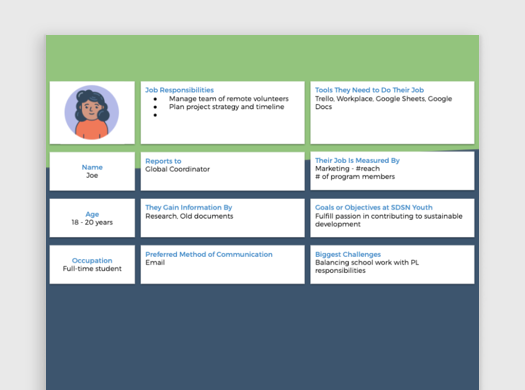 Job Responsibilities
Manage team of remote volunteers
Plan project strategy and timeline
Tools They Need to Do Their Job
Trello, Workplace, Google Sheets, Google
Docs
Name
Joe
Reports to
Global Coordinator
Their Job Is Measured By
Marketing - #reach
# of program members
Age
18 - 20 years
They Gain Information By
Research, Old documents
Goals or Objectives at SDSN Youth
Fulfill passion in contributing to sustainable
development
Occupation
Full-time student
Preferred Method of Communication
Email
Biggest Challenges
Balancing school work with PL
responsibilities